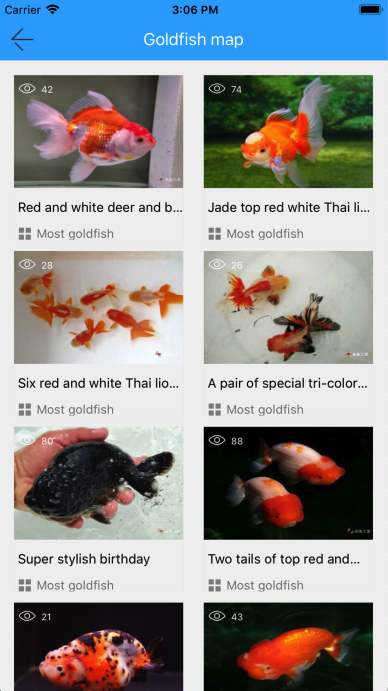 Carrier
3:06 PM
Goldfish map
42
74
Red and white deer and b...
Jade top red white Thai li...
Most goldfish
Most goldfish
28
26
Six red and white Thai lio...
A pair of special tri-color...
Most goldfish
Most goldfish
80
88
Super stylish birthday
Two tails of top red and...
Most goldfish
Most goldfish
21
43